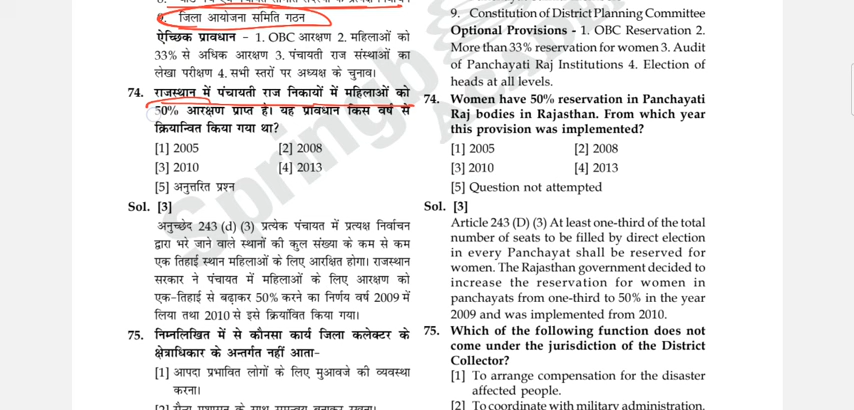 9. जिला आयोजना समिति गठन
ऐच्छिक प्रावधान - 1. OBC आरक्षण 2. महिलाओं को
33% से अधिक आरक्षण 3. पंचायती राज संस्थाओं का
लेखा परीक्षण 4. सभी स्तरों पर अध्यक्ष के चुनाव।
74. राजस्थान में पंचायती राज निकायों में महिलाओं को
50% आरक्षण प्राप्त है। यह प्रावधान किस वर्ष से
क्रियान्वित किया गया था?
[1] 2005 [2] 2008
[3] 2010 [4] 2013
[5] अनुत्तरित प्रश्न
Sol. [3]
अनुच्छेद 243 (d) (3) प्रत्येक पंचायत में प्रत्यक्ष निर्वाचन
द्वारा भरे जाने वाले स्थानों की कुल संख्या के कम से कम
एक तिहाई स्थान महिलाओं के लिए आरक्षित होगा। राजस्थान
सरकार ने पंचायत में महिलाओं के लिए आरक्षण को
एक-तिहाई से बढ़ाकर 50% करने का निर्णय वर्ष 2009 में
लिया तथा 2010 से इसे क्रियांवित किया गया।
75. निम्नलिखित में से कौनसा कार्य जिला कलेक्टर के
क्षेत्राधिकार के अन्तर्गत नहीं आता-
[1] आपदा प्रभावित लोगों के लिए मुआवजे की व्यवस्था
करना।
9. Constitution of District Planning Committee
Optional Provisions - 1. OBC Reservation 2.
More than 33% reservation for women 3. Audit
of Panchayati Raj Institutions 4. Election of
heads at all levels.
74. Women have 50% reservation in Panchayati
Raj bodies in Rajasthan. From which year
this provision was implemented?
[1] 2005 [2] 2008
[3] 2010 [4] 2013
[5] Question not attempted
Sol. [3]
Article 243 (D) (3) At least one-third of the total
number of seats to be filled by direct election
in every Panchayat shall be reserved for
women. The Rajasthan government decided to
increase the reservation for women in
panchayats from one-third to 50% in the year
2009 and was implemented from 2010.
75. Which of the following function does not
come under the jurisdiction of the District
Collector?
[1] To arrange compensation for the disaster
affected people.
[2] To coordinate with military administration.